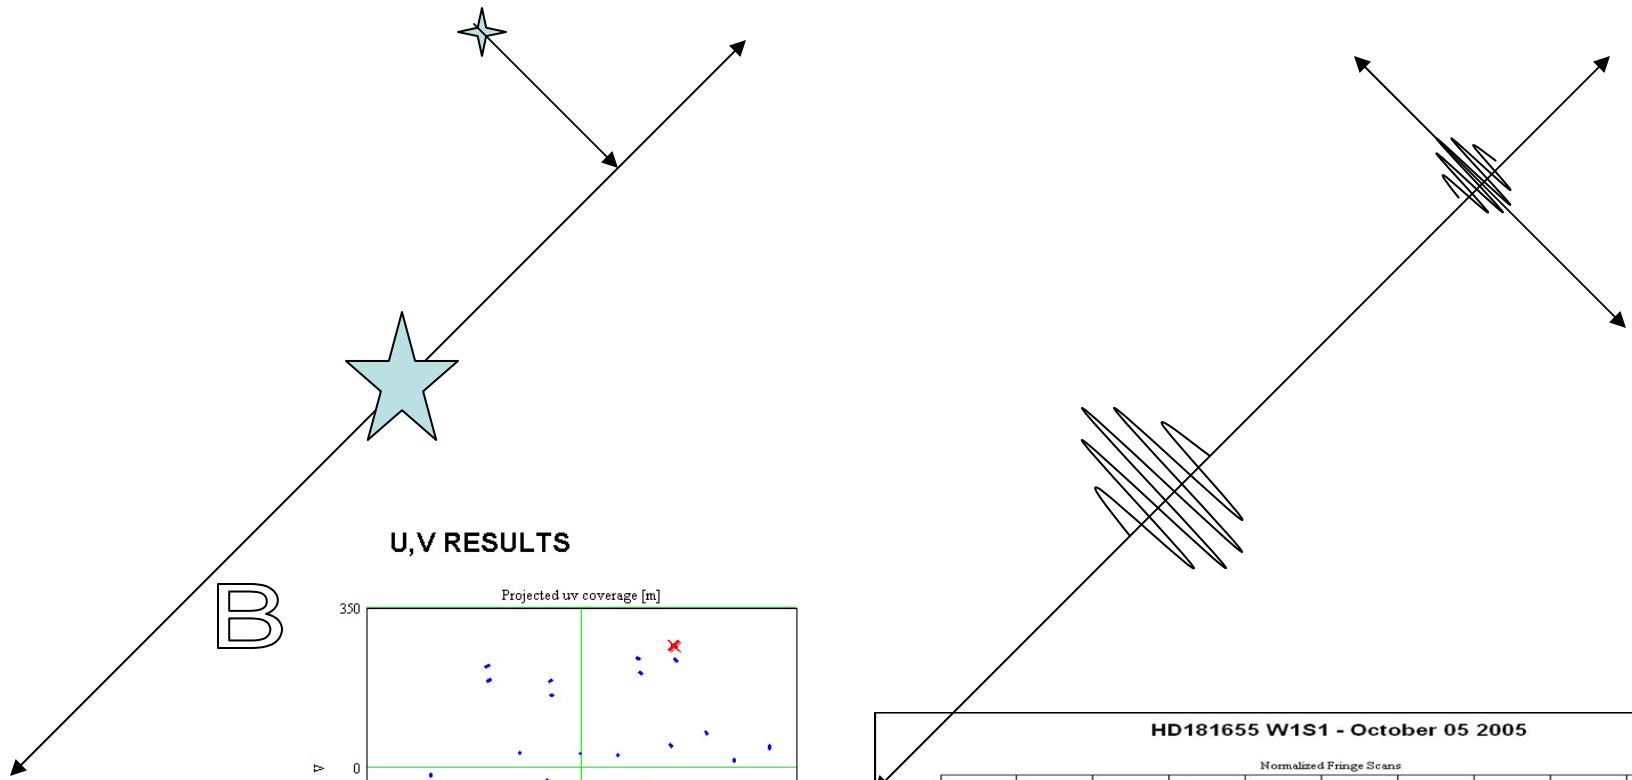 U,V RESULTS
B
Projected uv coverage [m]
350
V
0
HD181655 W1S1 - October 05 2005
Normalized Fringe Scans